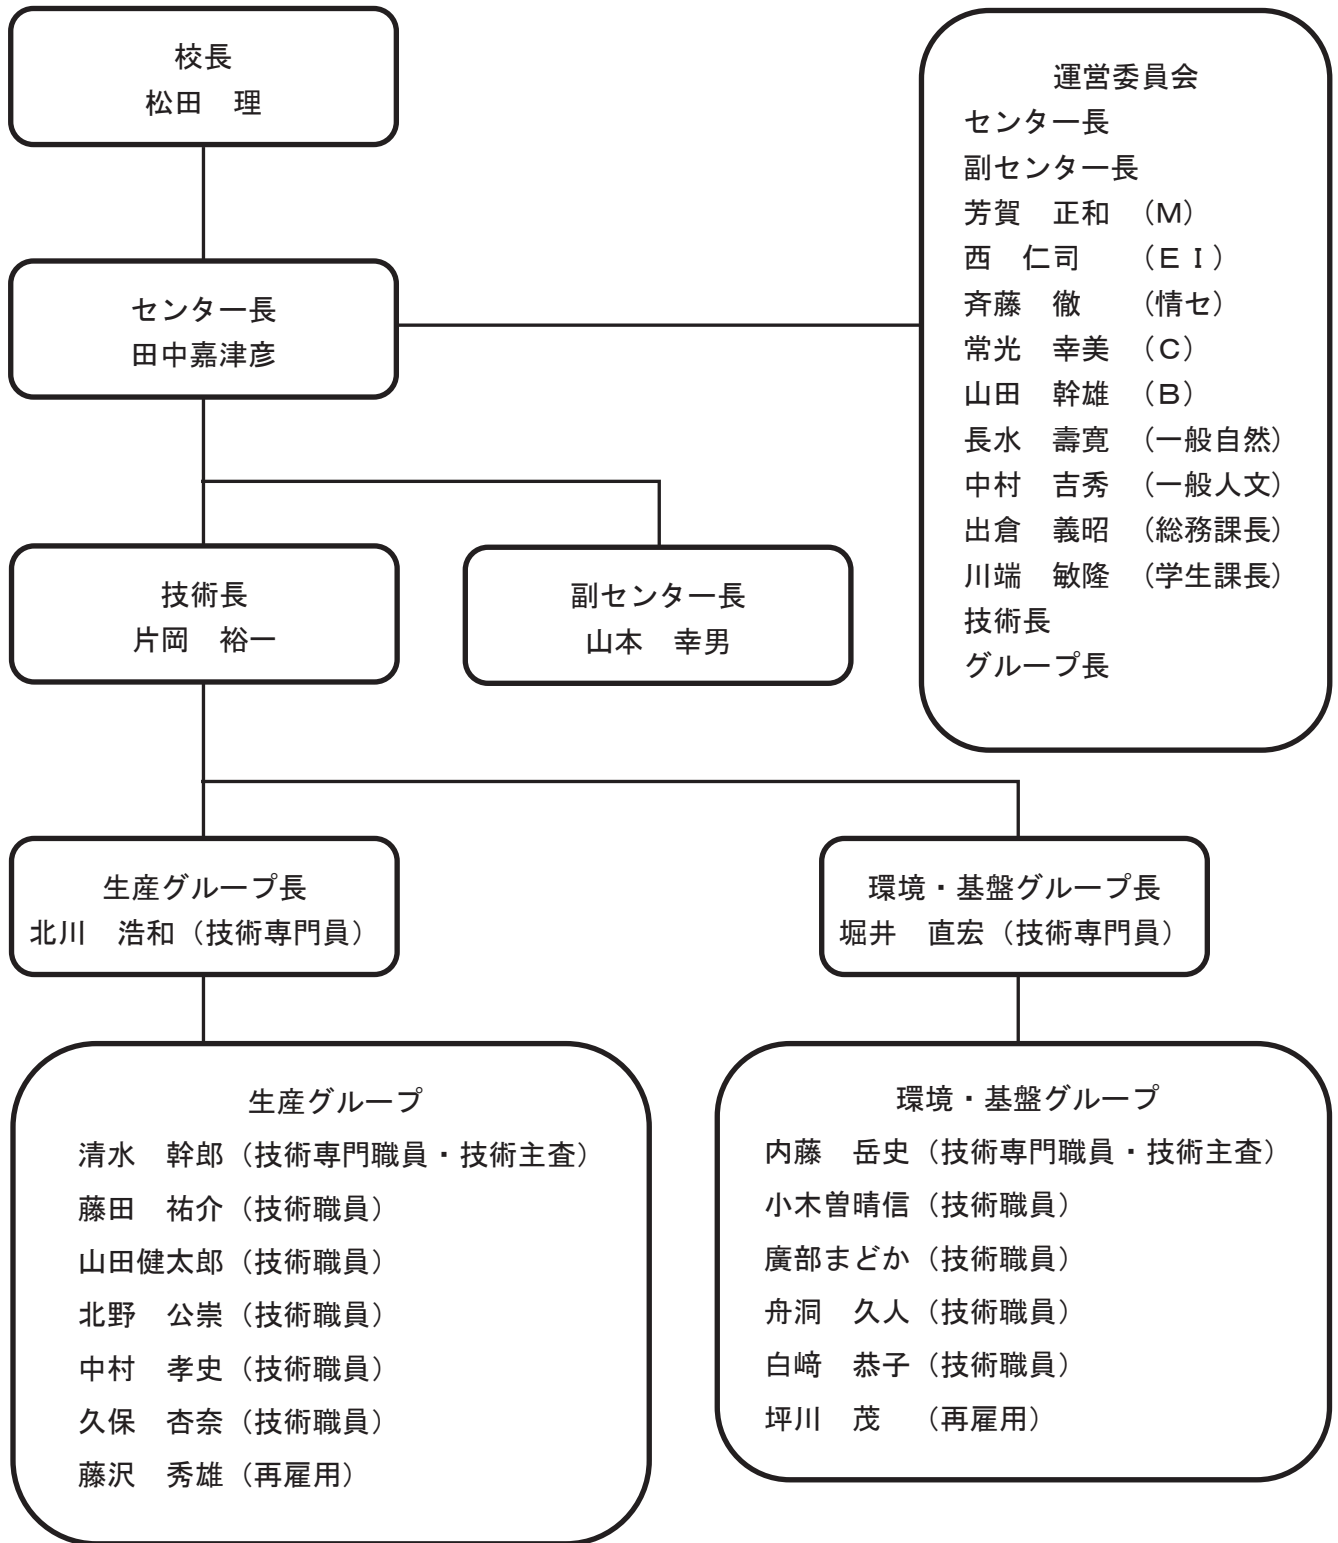 校長
松田　理
運営委員会
センター長
副センター長
芳賀　正和　（Ｍ）
西　仁司　　（ＥＩ）
斉藤　徹　　（情セ）
常光　幸美　（Ｃ）
山田　幹雄　（Ｂ）
長水　壽寛　（一般自然）
中村　吉秀　（一般人文）
出倉　義昭　（総務課長）
川端　敏隆　（学生課長）
技術長
グループ長
センター長
田中嘉津彦
技術長
片岡　裕一
副センター長
山本　幸男
生産グループ長
北川　浩和（技術専門員）
環境・基盤グループ長
堀井　直宏（技術専門員）
生産グループ
清水　幹郎（技術専門職員・技術主査）
藤田　祐介（技術職員）
山田健太郎（技術職員）
北野　公崇（技術職員）
中村　孝史（技術職員）
久保　杏奈（技術職員）
藤沢　秀雄（再雇用）
環境・基盤グループ
内藤　岳史（技術専門職員・技術主査）
小木曽晴信（技術職員）
廣部まどか（技術職員）
舟洞　久人（技術職員）
白﨑　恭子（技術職員）
坪川　茂　（再雇用）